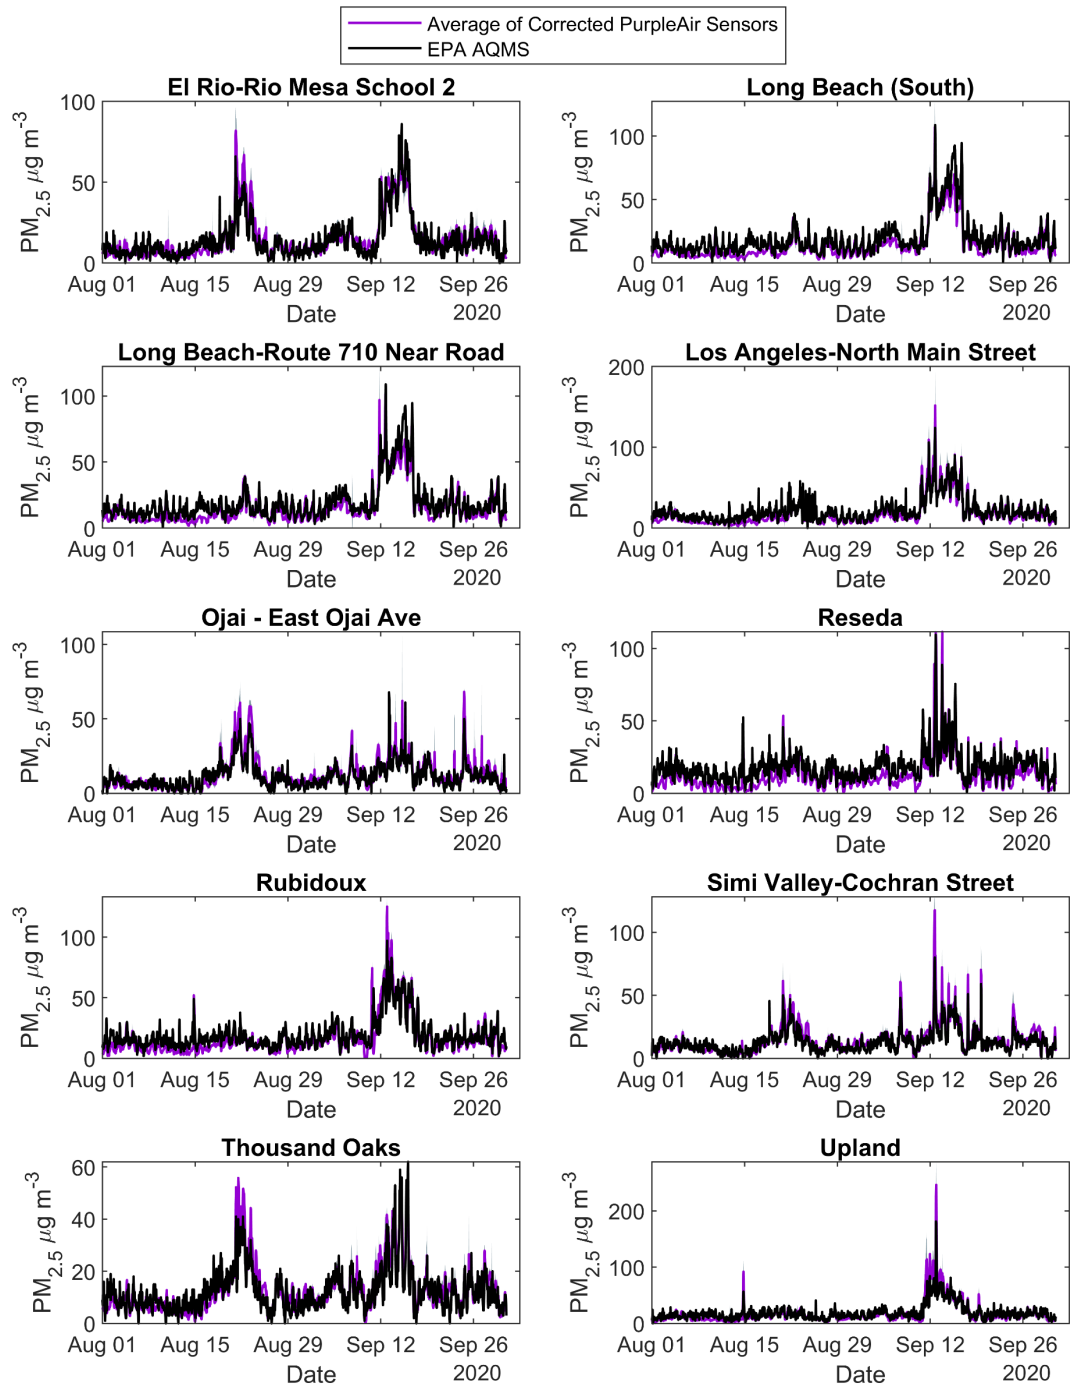 Average of Corrected PurpleAir Sensors
EPA AQMS
El Rio-Rio Mesa School 2
PM2.5 μg m-3
100
50
0
Aug 01 Aug 15 Aug 29 Sep 12 Sep 26
Date
2020
Long Beach (South)
PM2.5 μg m-3
100
50
0
Aug 01 Aug 15 Aug 29 Sep 12 Sep 26
Date
2020
Long Beach-Route 710 Near Road
PM2.5 μg m-3
100
50
0
Aug 01 Aug 15 Aug 29 Sep 12 Sep 26
Date
2020
Los Angeles-North Main Street
PM2.5 μg m-3
200
100
0
Aug 01 Aug 15 Aug 29 Sep 12 Sep 26
Date
2020
Ojai - East Ojai Ave
PM2.5 μg m-3
100
50
0
Aug 01 Aug 15 Aug 29 Sep 12 Sep 26
Date
2020
Reseda
PM2.5 μg m-3
100
50
0
Aug 01 Aug 15 Aug 29 Sep 12 Sep 26
Date
2020
Rubidoux
PM2.5 μg m-3
100
50
0
Aug 01 Aug 15 Aug 29 Sep 12 Sep 26
Date
2020
Simi Valley-Cochran Street
PM2.5 μg m-3
100
50
0
Aug 01 Aug 15 Aug 29 Sep 12 Sep 26
Date
2020
Thousand Oaks
PM2.5 μg m-3
60
40
20
0
Aug 01 Aug 15 Aug 29 Sep 12 Sep 26
Date
2020
Upland
PM2.5 μg m-3
200
100
0
Aug 01 Aug 15 Aug 29 Sep 12 Sep 26
Date
2020